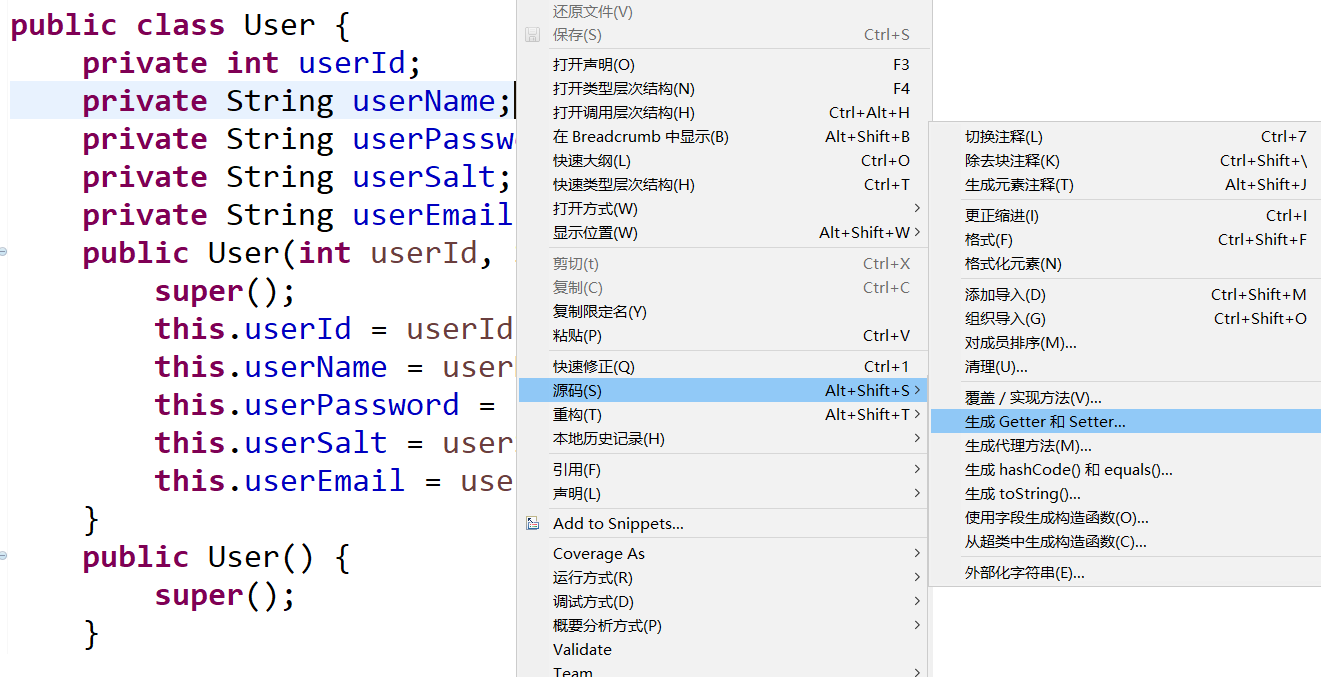 public class User {
private int userId;
private String userName;
private String userPassw
private String userSalt;
private String userEmail
public User(int userId,
super();
this.userId = userId
this.userName = user
this.userPassword =
this.userSalt = user
this.userEmail = use
}
public User() {
super();
}
还原文件(V)
保存(S) Ctrl+S
打开声明(O) F3
打开类型层次结构(N) F4
打开调用层次结构(H) Ctrl+Alt+H
在 Breadcrumb 中显示(B) Alt+Shift+B
快速大纲(L) Ctrl+O
快速类型层次结构(H) Ctrl+T
打开方式(W)
显示位置(W) Alt+Shift+W
剪切(t) Ctrl+X
复制(C) Ctrl+C
复制限定名(Y)
粘贴(P) Ctrl+V
快速修正(Q) Ctrl+1
源码(S) Alt+Shift+S
重构(T) Alt+Shift+T
本地历史记录(H)
引用(F)
声明(L)
Add to Snippets...
Coverage As
运行方式(R)
调试方式(D)
概要分析方式(P)
Validate
Team
切换注释(L) Ctrl+7
除去块注释(K) Ctrl+Shift+\
生成元素注释(T) Alt+Shift+J
更正缩进(I) Ctrl+I
格式(F) Ctrl+Shift+F
格式化元素(N)
添加导入(D) Ctrl+Shift+M
组织导入(G) Ctrl+Shift+O
对成员排序(M)...
清理(U)...
覆盖 / 实现方法(V)...
生成 Getter 和 Setter...
生成代理方法(M)...
生成 hashCode() 和 equals()...
生成 toString()...
使用字段生成构造函数(O)...
从超类中生成构造函数(C)...
外部化字符串(E)...